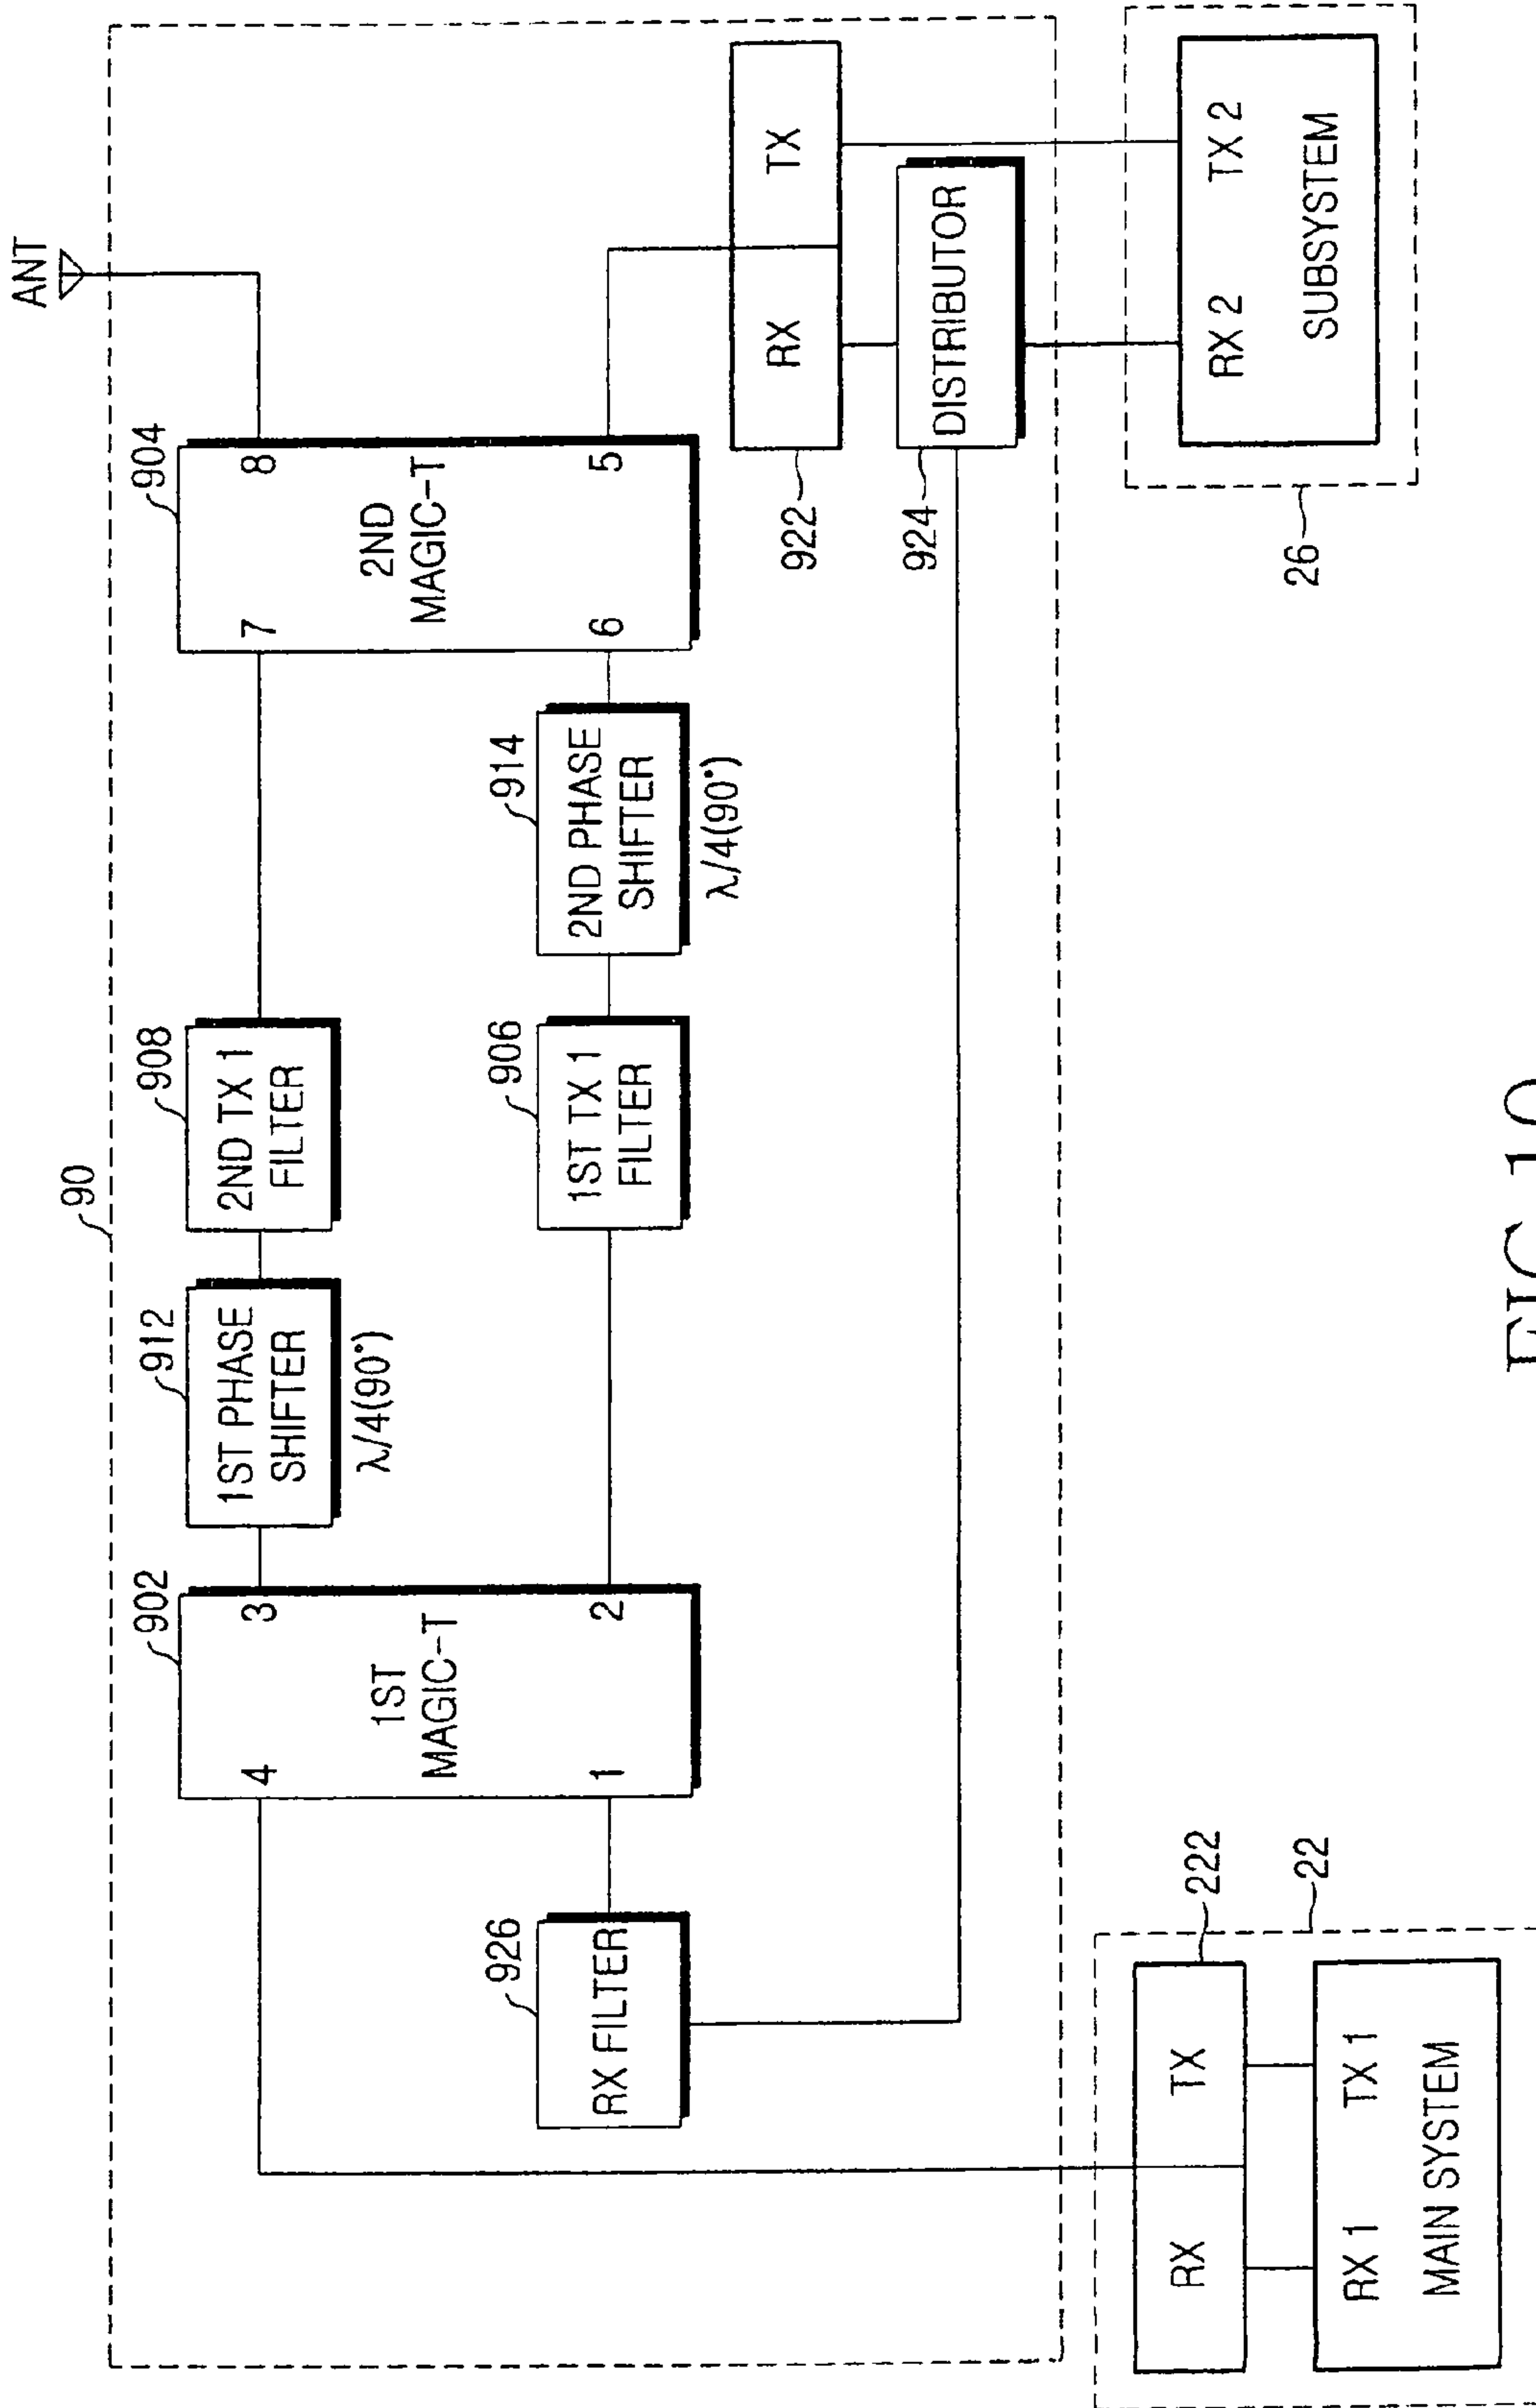 ANT
90
902
912
908
904
4
3
1ST PHASE
SHIFTER
λ/4(90°)
2ND TX 1
FILTER
7
8
1ST
MAGIC-T
2ND
MAGIC-T
926
906
914
RX FILTER
1
2
1ST TX 1
FILTER
2ND PHASE
SHIFTER
λ/4(90°)
6
5
922
RX
TX
924
DISTRIBUTOR
222
RX
TX
22
RX 1
TX 1
MAIN SYSTEM
RX 2
TX 2
SUBSYSTEM
26